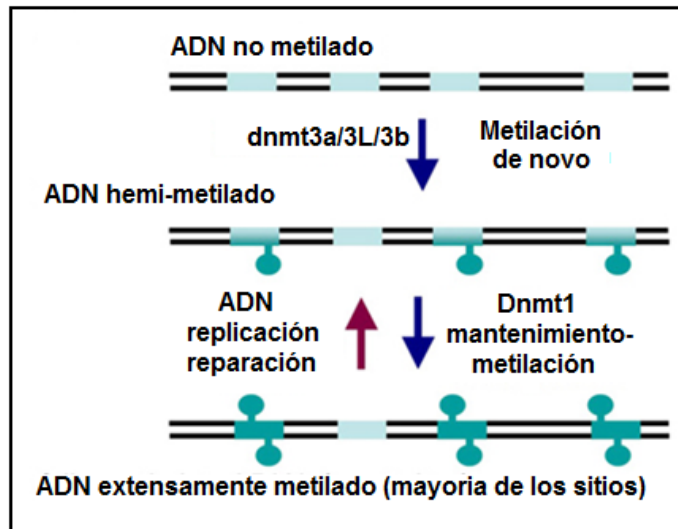 ADN no metilado
dnmt3a/3L/3b
Metilación
de novo
ADN hemi-metilado
ADN
replicación
reparación
Dnmt1
mantenimiento-
metilación
ADN extensamente metilado (mayoria de los sitios)